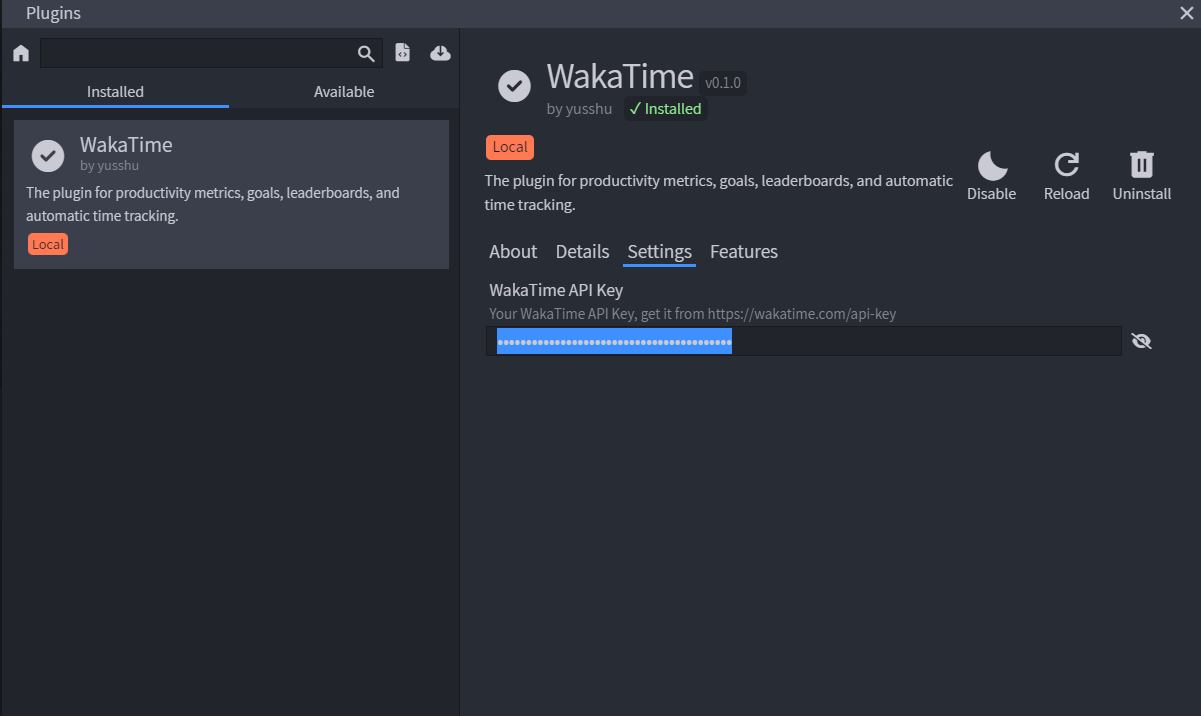 Plugins
Installed
Available
WakaTime
by yusshu
The plugin for productivity metrics, goals, leaderboards, and
automatic time tracking.
Local
WakaTime v0.1.0
by yusshu ✓ Installed
Local
The plugin for productivity metrics, goals, leaderboards, and automatic
time tracking.
Disable
Reload
Uninstall
About
Details
Settings
Features
WakaTime API Key
Your WakaTime API Key, get it from https://wakatime.com/api-key